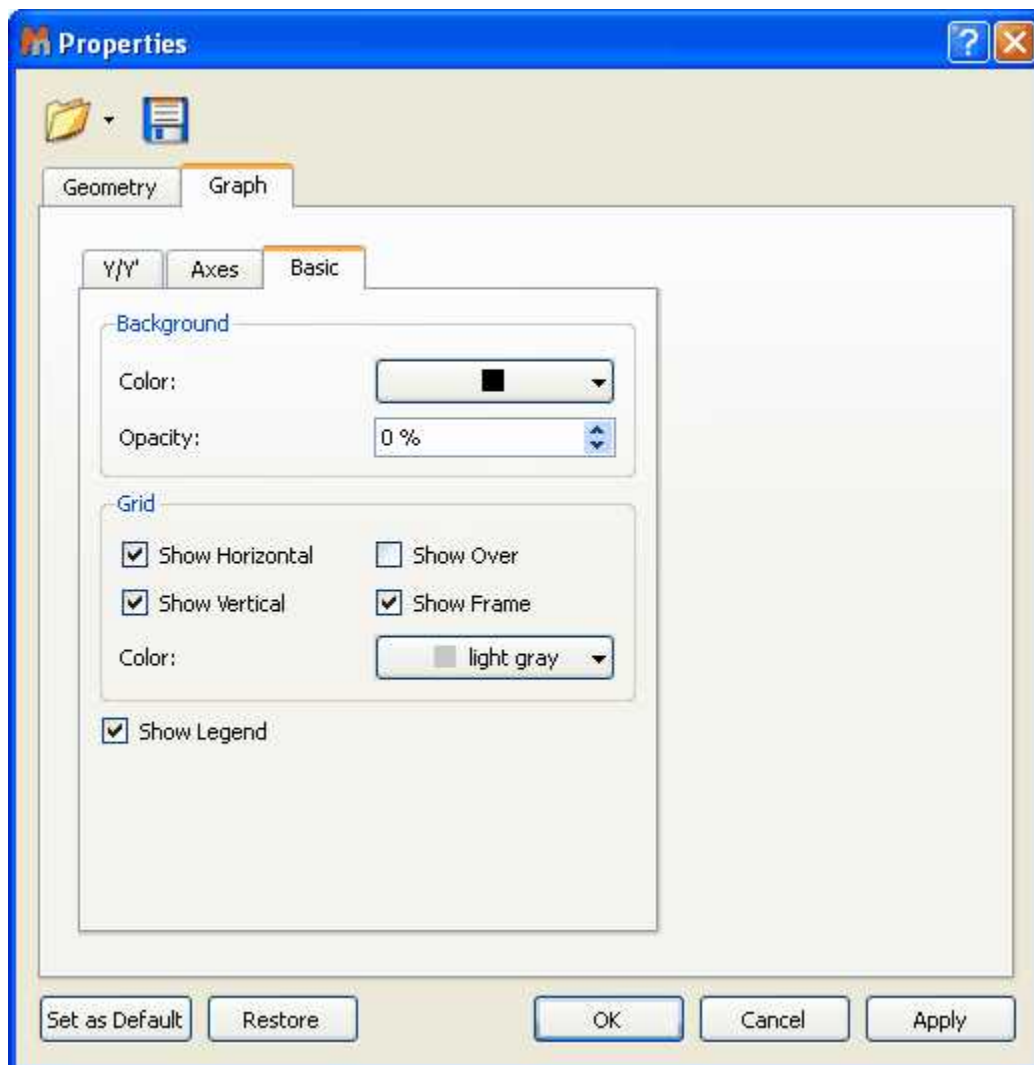 Properties
Geometry Graph
Y/Y' Axes Basic
Background
Color:
Opacity: 0 %
Grid
Show Horizontal Show Over
Show Vertical Show Frame
Color: light gray
Show Legend
Set as Default Restore OK Cancel Apply